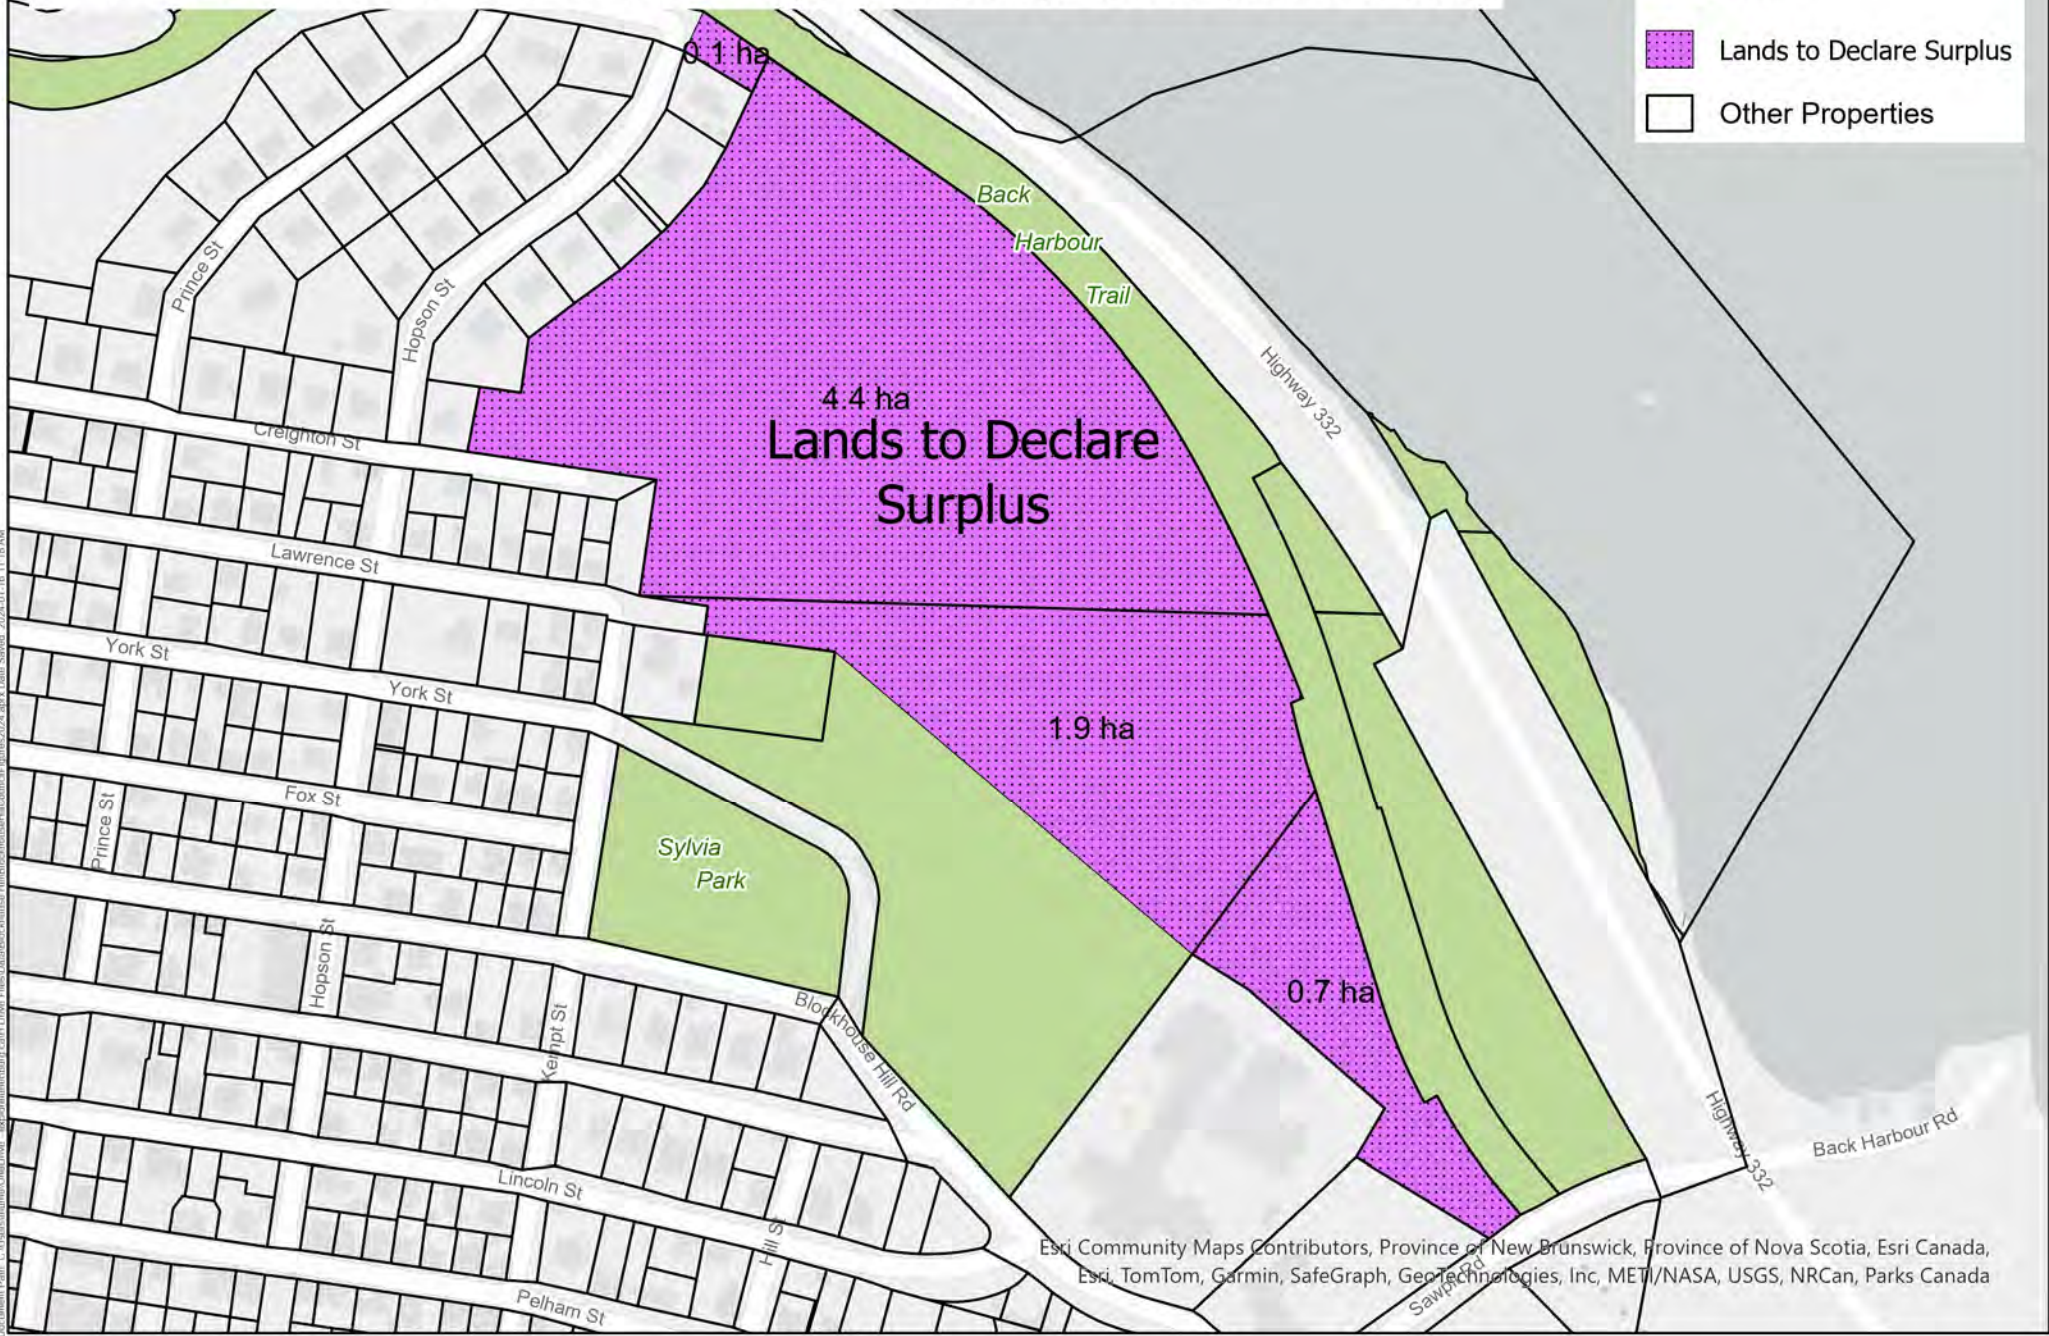 Lands to Declare Surplus
Other Properties
0.1 ha
Back
Harbour
Trail
Prince St
Hopson St
Highway 332
4.4 ha
Lands to Declare
Surplus
Creighton St
Lawrence St
York St
York St
1.9 ha
Fox St
Prince St
Sylvia
Park
Hopson St
Kempt St
Blockhouse Hill Rd
0.7 ha
Highway 332
Back Harbour Rd
Lincoln St
Hill St
Pelham St
Sawpit Rd
Esri Community Maps Contributors, Province of New Brunswick, Province of Nova Scotia, Esri Canada,
Esri, TomTom, Garmin, SafeGraph, GeoTechnologies, Inc, METI/NASA, USGS, NRCan, Parks Canada